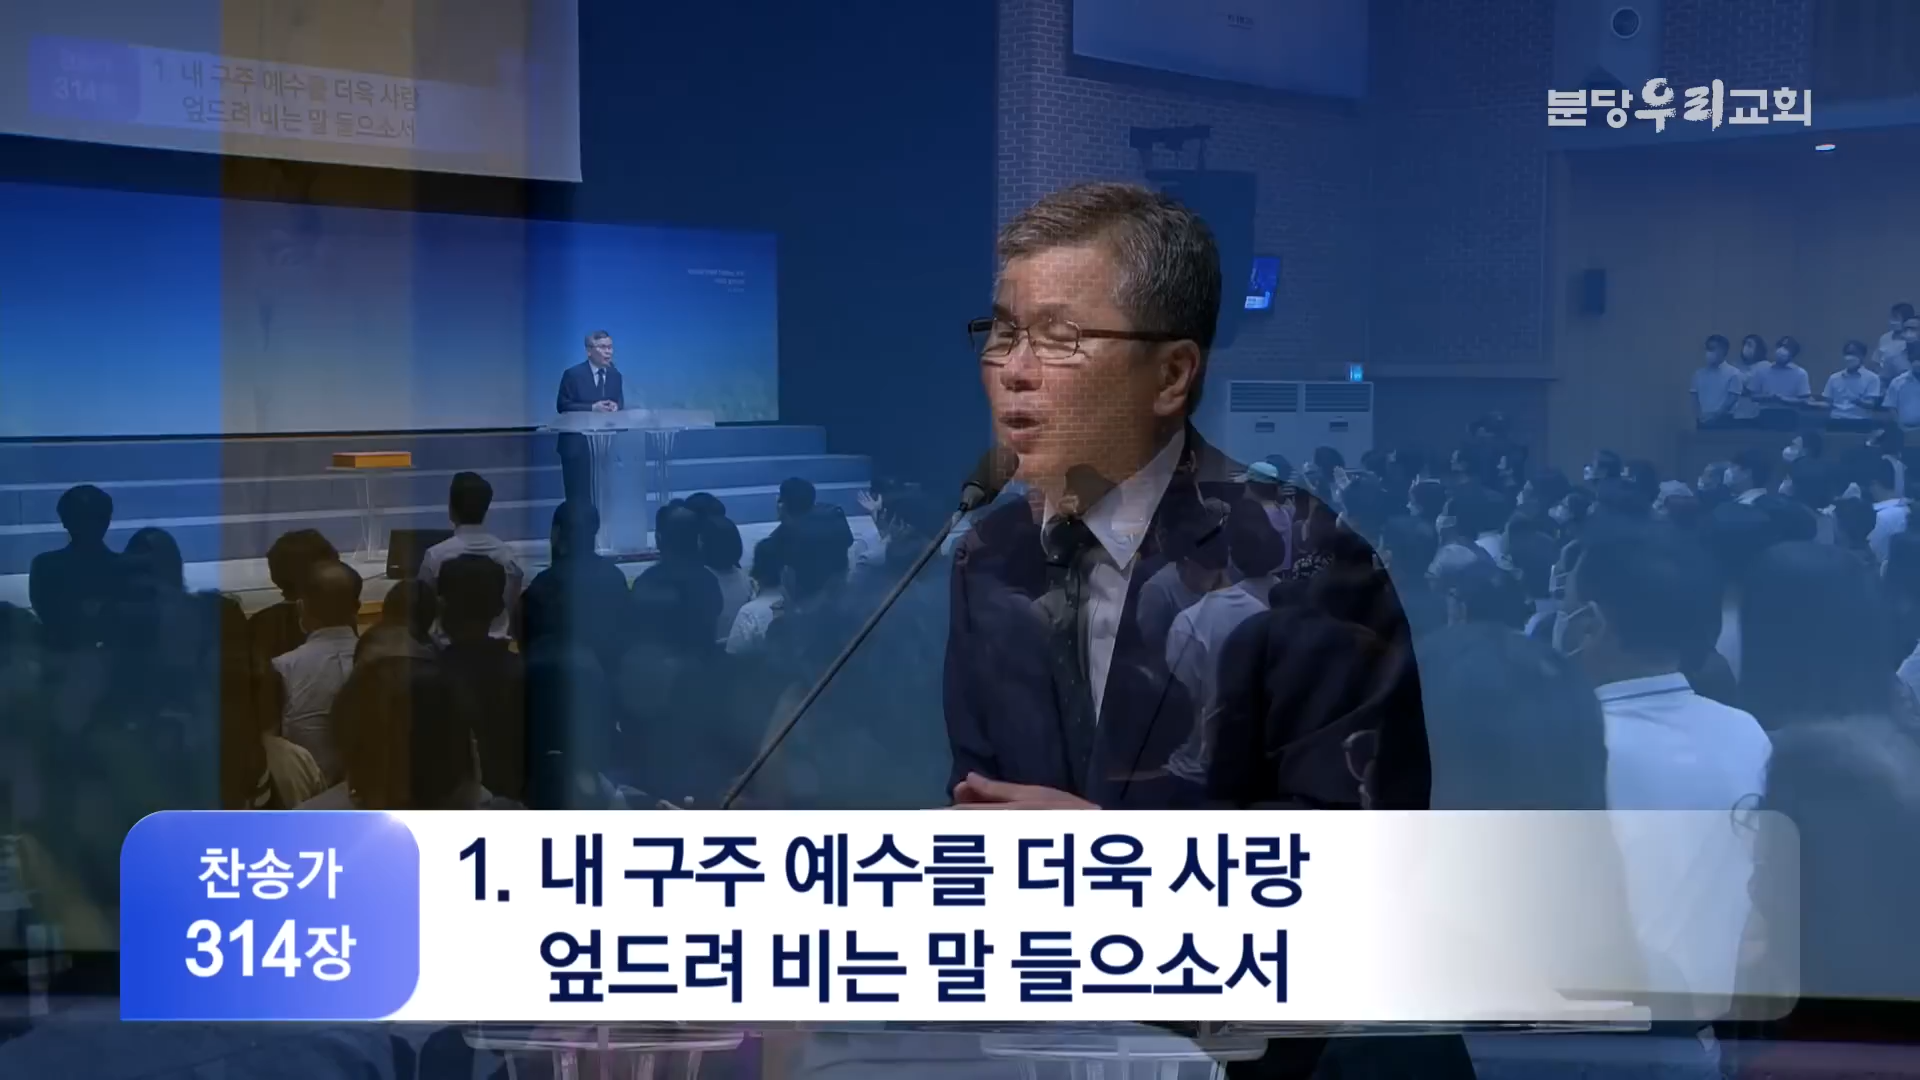 내 구주 예수를 더욱 사랑
엎드려 비는 말 들으소서
314
분당우리교회
찬송가
314장
1. 내 구주 예수를 더욱 사랑
엎드려 비는 말 들으소서